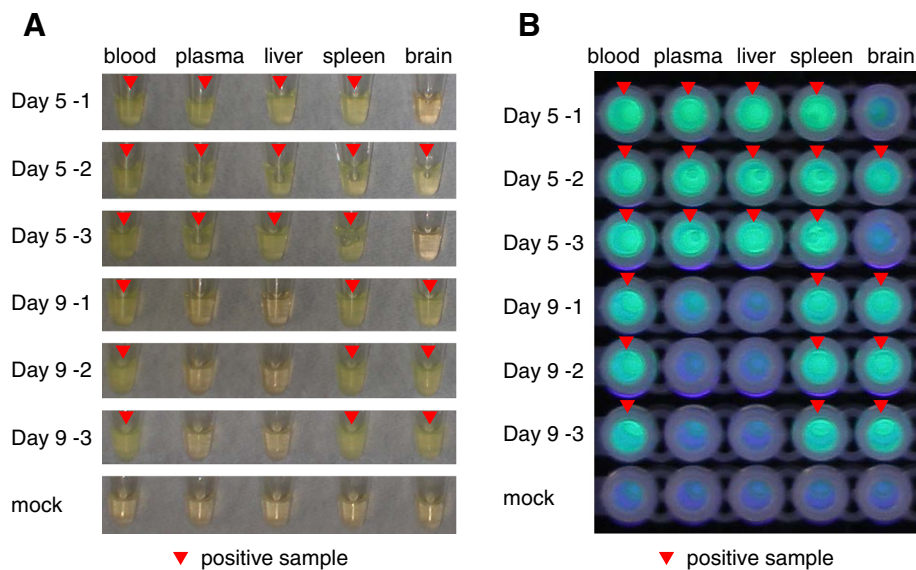 A
blood plasma liver spleen brain
Day 5 -1
Day 5 -2
Day 5 -3
Day 9 -1
Day 9 -2
Day 9 -3
mock
positive sample
B
blood plasma liver spleen brain
Day 5 -1
Day 5 -2
Day 5 -3
Day 9 -1
Day 9 -2
Day 9 -3
mock
positive sample